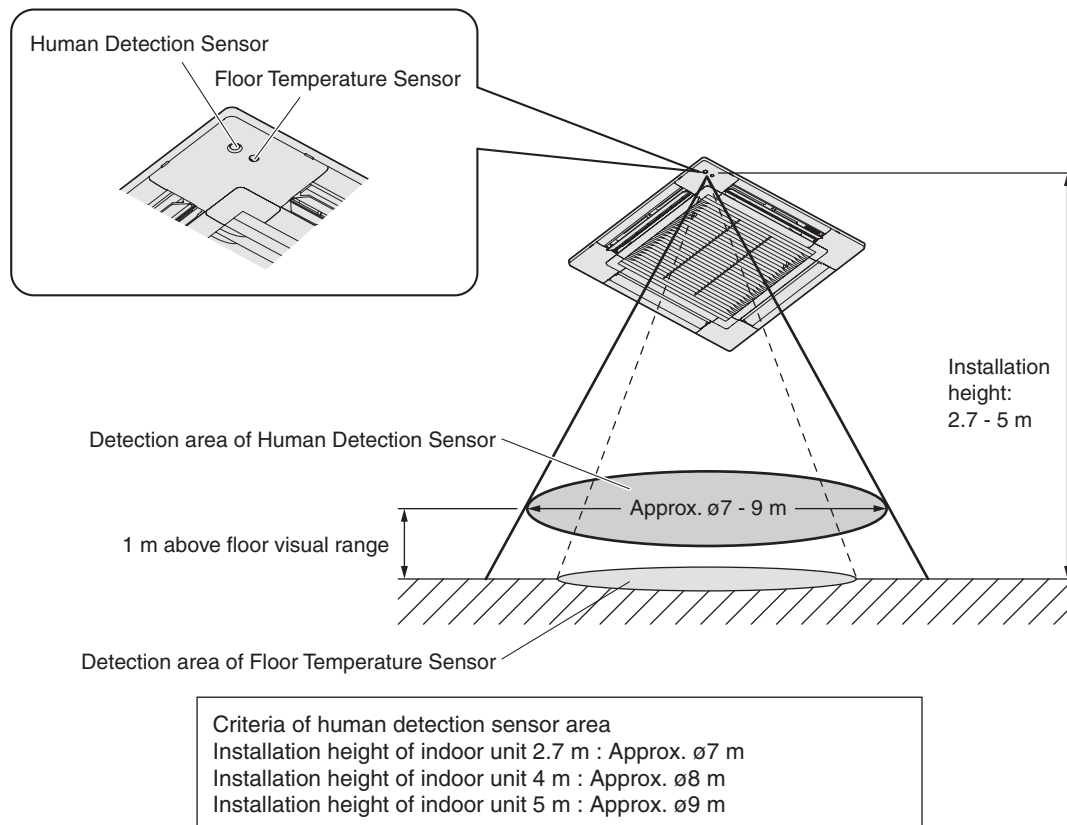 Human Detection Sensor
Floor Temperature Sensor
Installation
height:
2.7 - 5 m
Detection area of Human Detection Sensor
Approx. ø7 - 9 m
1 m above floor visual range
Detection area of Floor Temperature Sensor
Criteria of human detection sensor area
Installation height of indoor unit 2.7 m : Approx. ø7 m
Installation height of indoor unit 4 m : Approx. ø8 m
Installation height of indoor unit 5 m : Approx. ø9 m